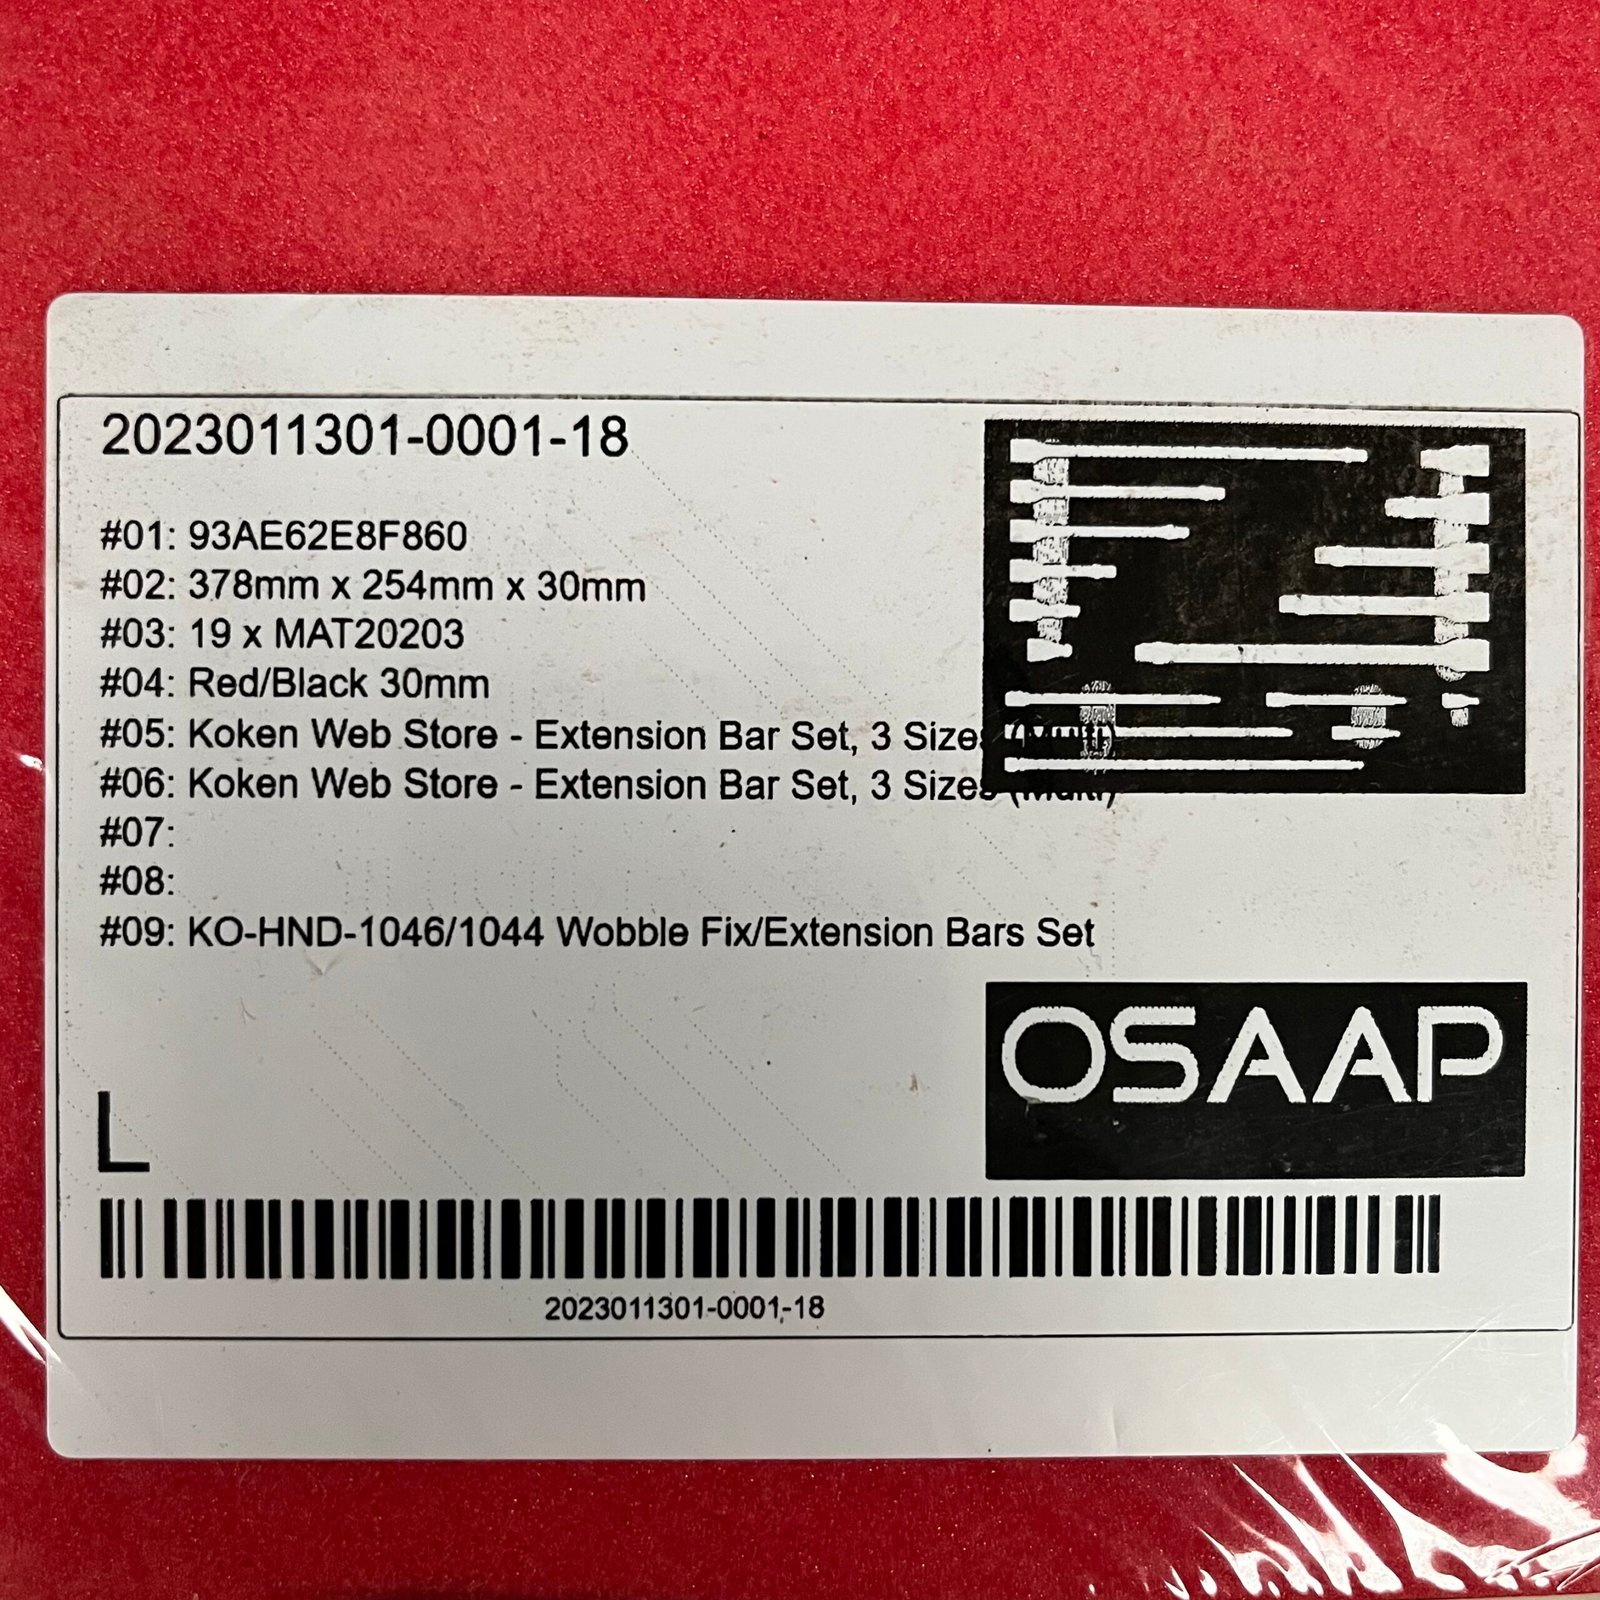 2023011301-0001-18
#01: 93AE62E8F860
#02: 378mm x 254mm x 30mm
#03: 19 x MAT20203
#04: Red/Black 30mm
#05: Koken Web Store - Extension Bar Set, 3 Sizes (Multi)
#06: Koken Web Store - Extension Bar Set, 3 Sizes (Multi)
#07:
#08:
#09: KO-HND-1046/1044 Wobble Fix/Extension Bars Set
OSAAP
L
2023011301-0001-18